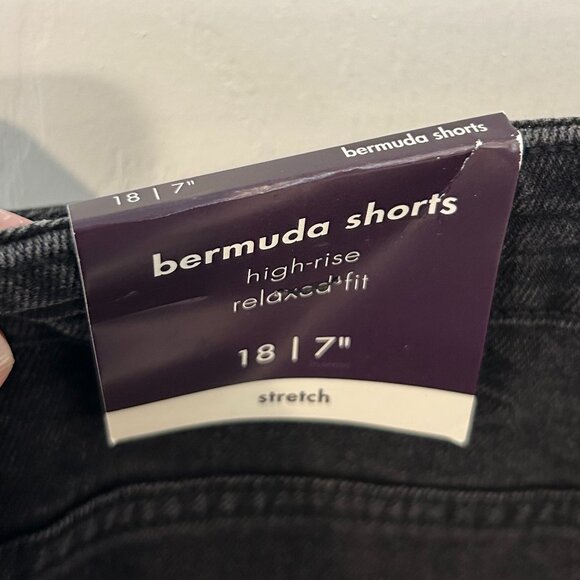 18 | 7" bermuda shorts
bermuda shorts
high-rise
relaxed fit
18 | 7"
stretch